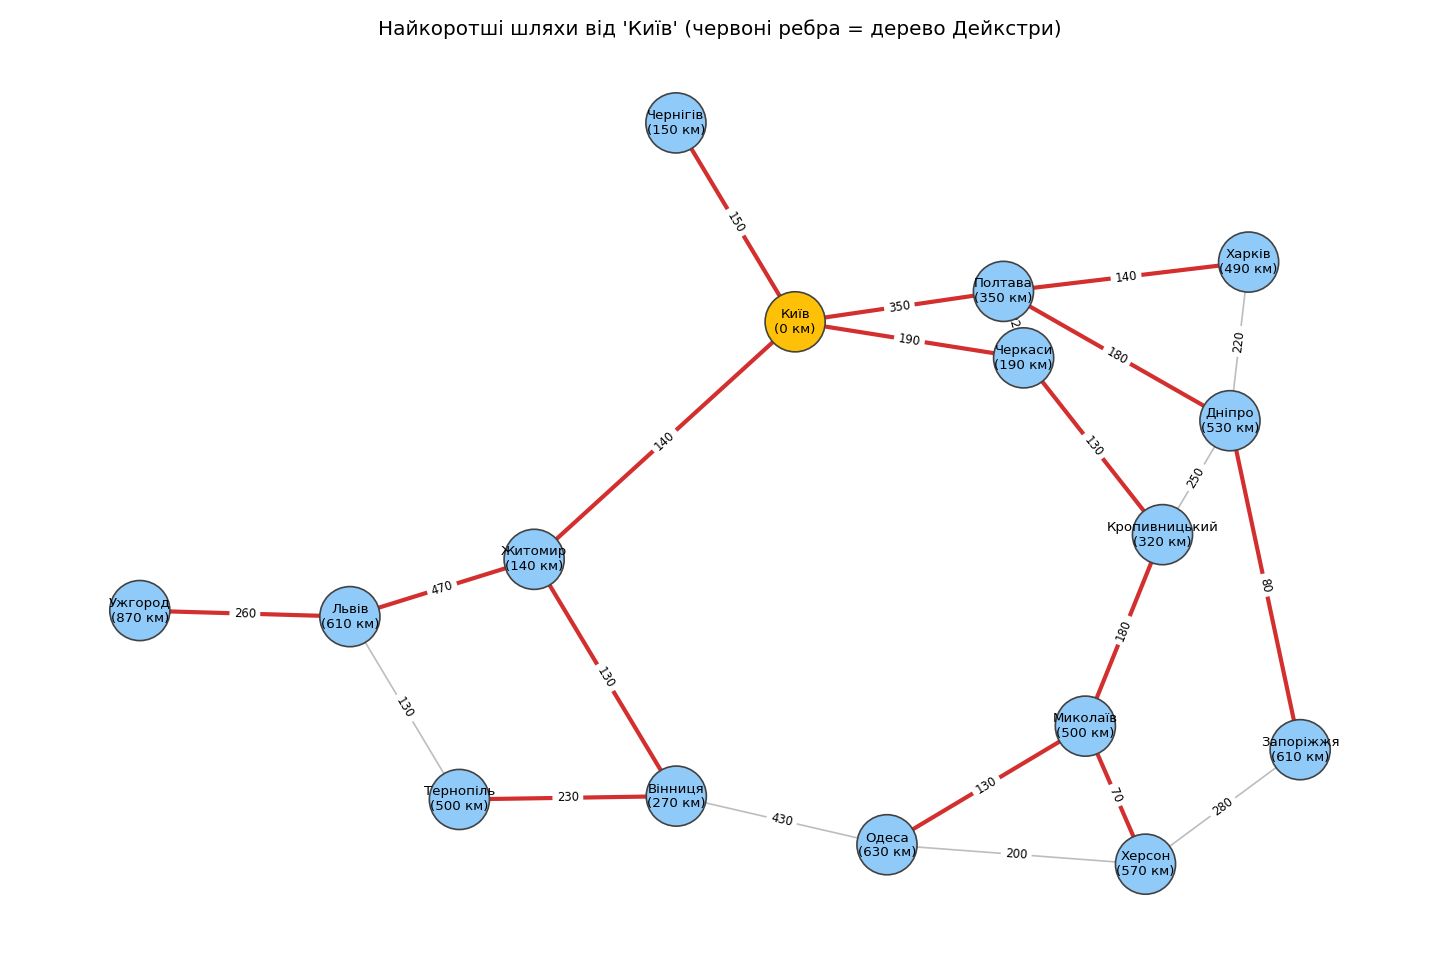 Найкоротші шляхи від 'Київ' (червоні ребра = дерево Дейкстри)
Чернігів
(150 км)
150
Харків
(490 км)
140
Полтава
(350 км)
350
Київ
(0 км)
220
190
Черкаси
(190 км)
180
Дніпро
(530 км)
140
130
250
Кропивницький
(320 км)
Житомир
(140 км)
470
80
Ужгород
(870 км)
260
Львів
(610 км)
180
130
130
Миколаїв
(500 км)
Запоріжжя
(610 км)
130
70
Тернопіль
(500 км)
230
Вінниця
(270 км)
280
430
Одеса
(630 км)
200
Херсон
(570 км)